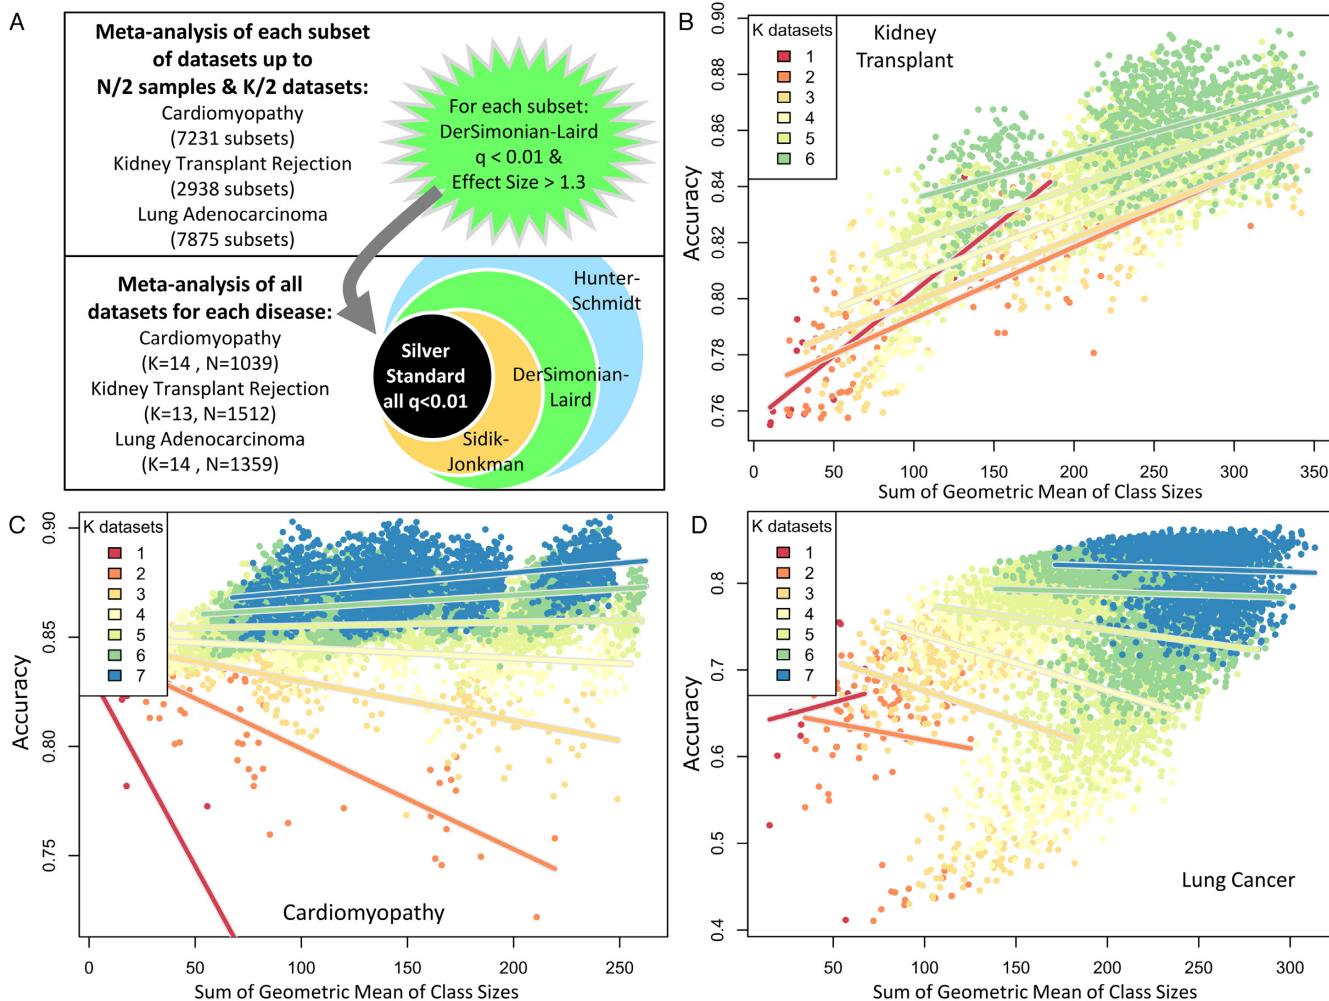 A
Meta-analysis of each subset
of datasets up to
N/2 samples & K/2 datasets:
Cardiomyopathy
(7231 subsets)
Kidney Transplant Rejection
(2938 subsets)
Lung Adenocarcinoma
(7875 subsets)
For each subset:
DerSimonian-Laird
q < 0.01 &
Effect Size > 1.3
Meta-analysis of all
datasets for each disease:
Cardiomyopathy
(K=14 , N=1039)
Kidney Transplant Rejection
(K=13, N=1512)
Lung Adenocarcinoma
(K=14 , N=1359)
Silver
Standard
all q<0.01
Hunter-
Schmidt
DerSimonian-
Laird
Sidik-
Jonkman
B
K datasets
1
2
3
4
5
6
Kidney
Transplant
Accuracy
0.90
0.88
0.86
0.84
0.82
0.80
0.78
0.76
0 50 100 150 200 250 300 350
Sum of Geometric Mean of Class Sizes
C
K datasets
1
2
3
4
5
6
7
Accuracy
0.90
0.85
0.80
0.75
Cardiomyopathy
0 50 100 150 200 250
Sum of Geometric Mean of Class Sizes
D
K datasets
1
2
3
4
5
6
7
Accuracy
0.8
0.7
0.6
0.5
0.4
Lung Cancer
50 100 150 200 250 300
Sum of Geometric Mean of Class Sizes